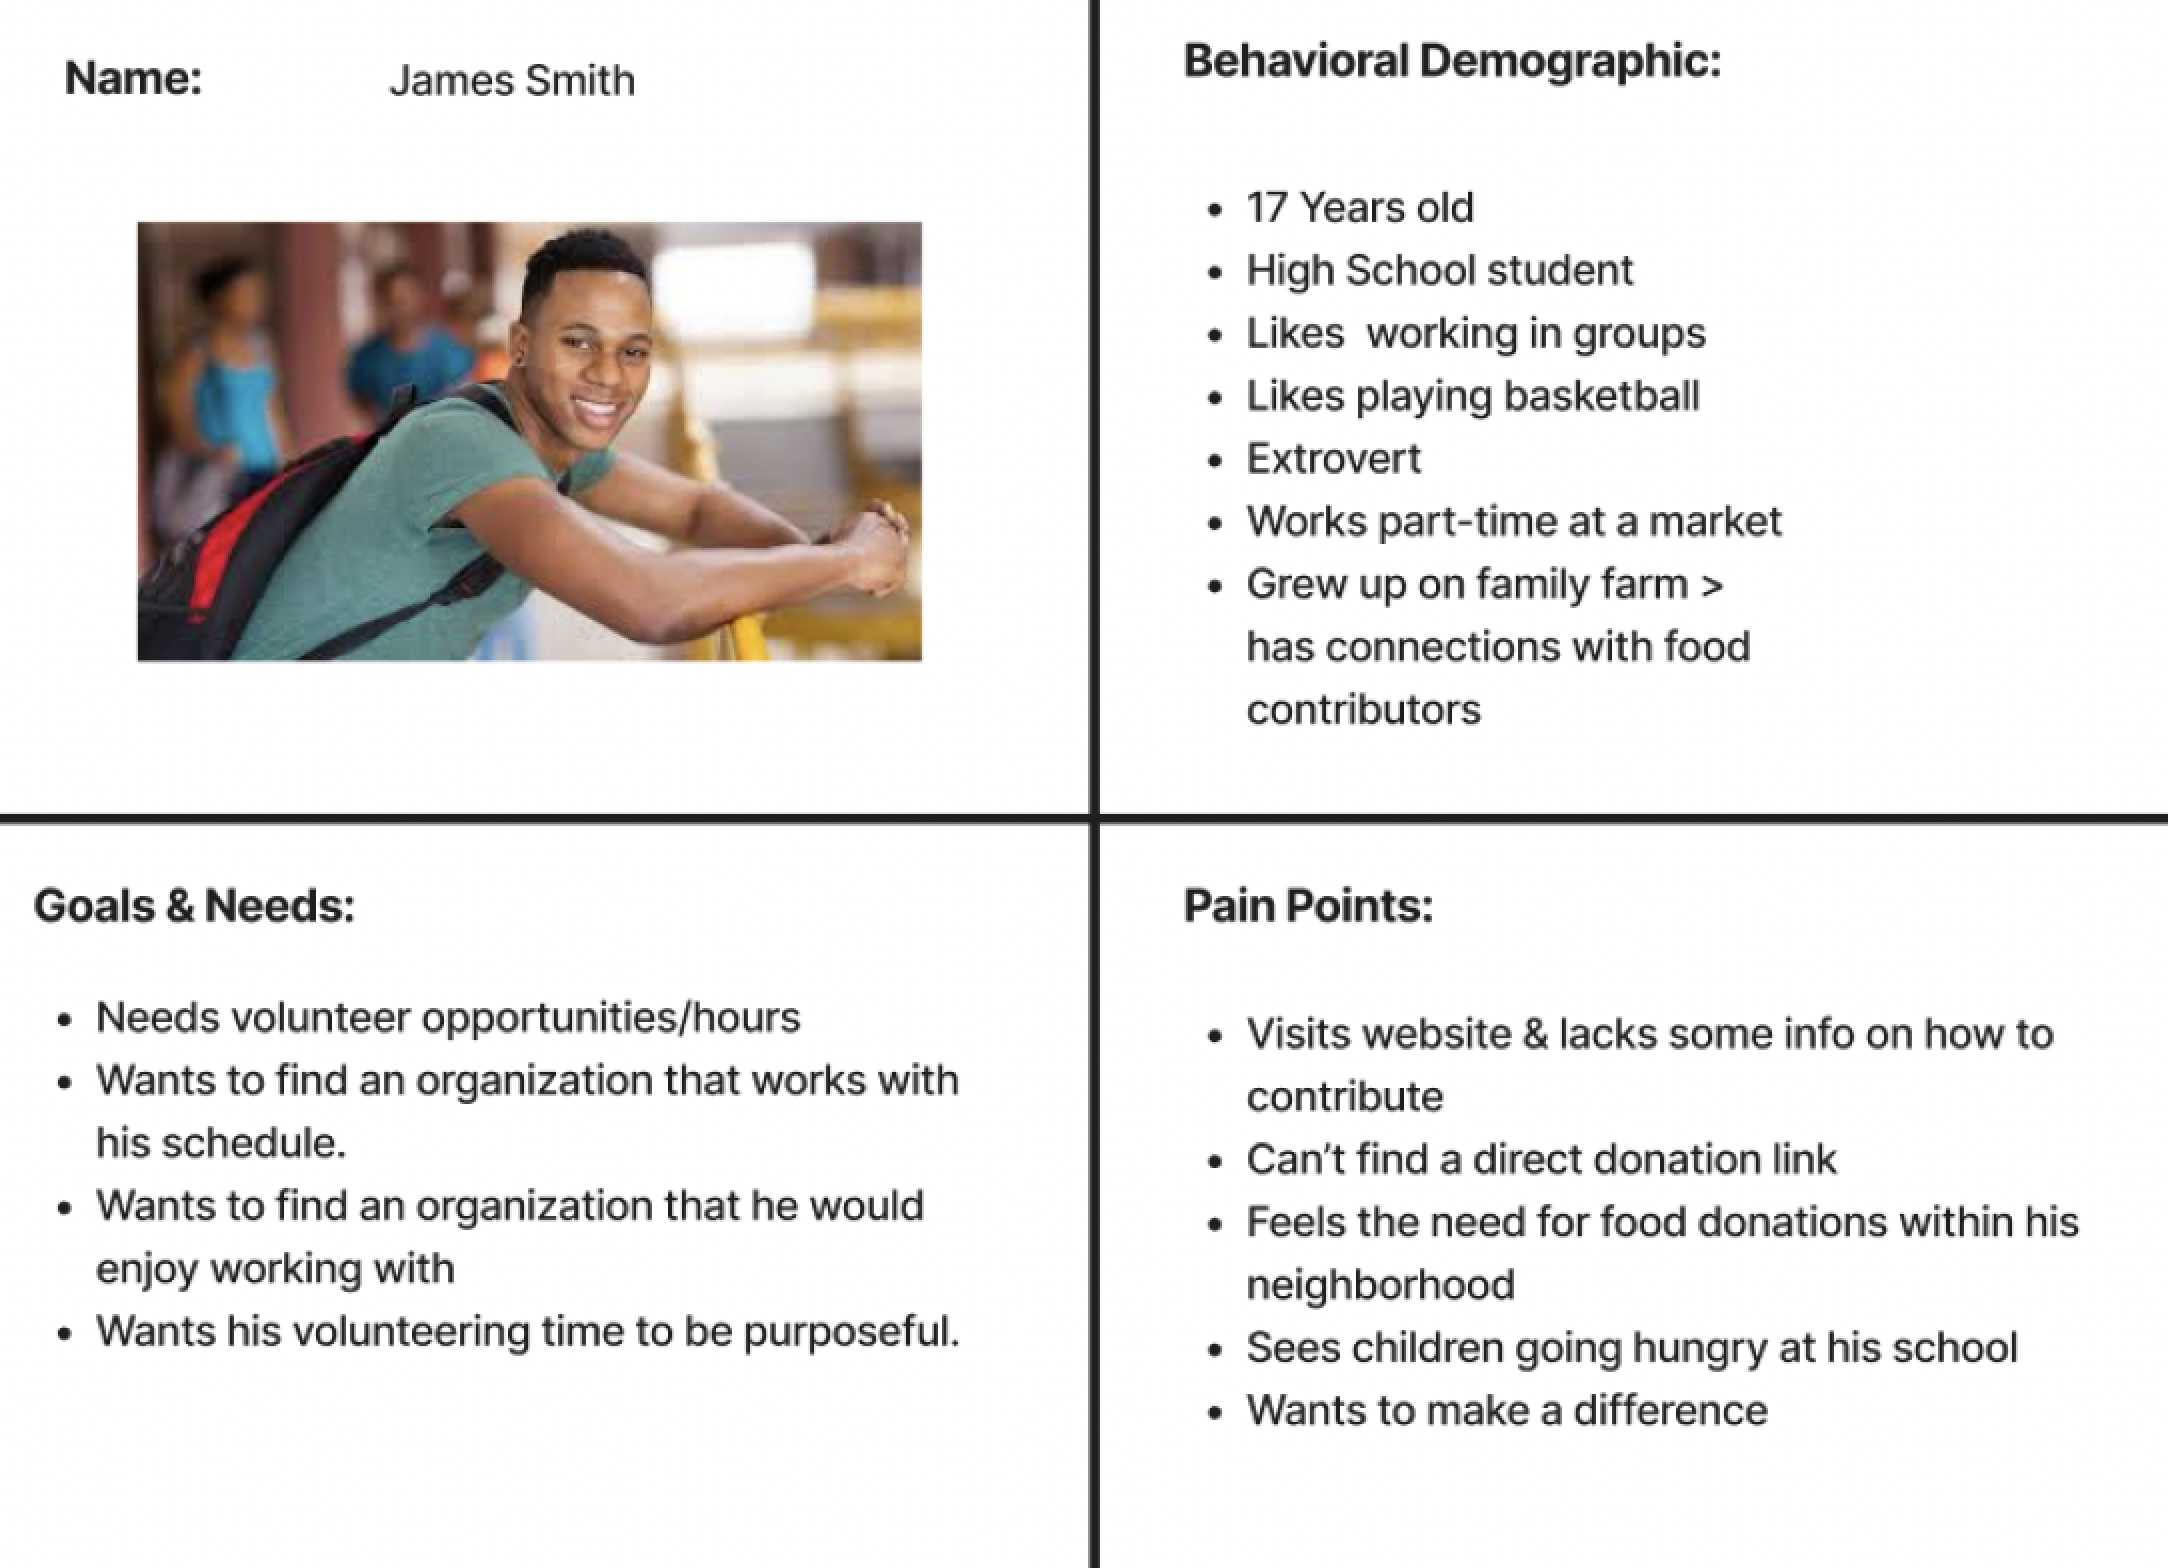 Name: James Smith
Behavioral Demographic:
• 17 Years old
• High School student
• Likes  working in groups
• Likes playing basketball
• Extrovert
• Works part-time at a market
• Grew up on family farm >
has connections with food
contributors
Goals & Needs:
• Needs volunteer opportunities/hours
• Wants to find an organization that works with
his schedule.
• Wants to find an organization that he would
enjoy working with
• Wants his volunteering time to be purposeful.
Pain Points:
• Visits website & lacks some info on how to
contribute
• Can’t find a direct donation link
• Feels the need for food donations within his
neighborhood
• Sees children going hungry at his school
• Wants to make a difference